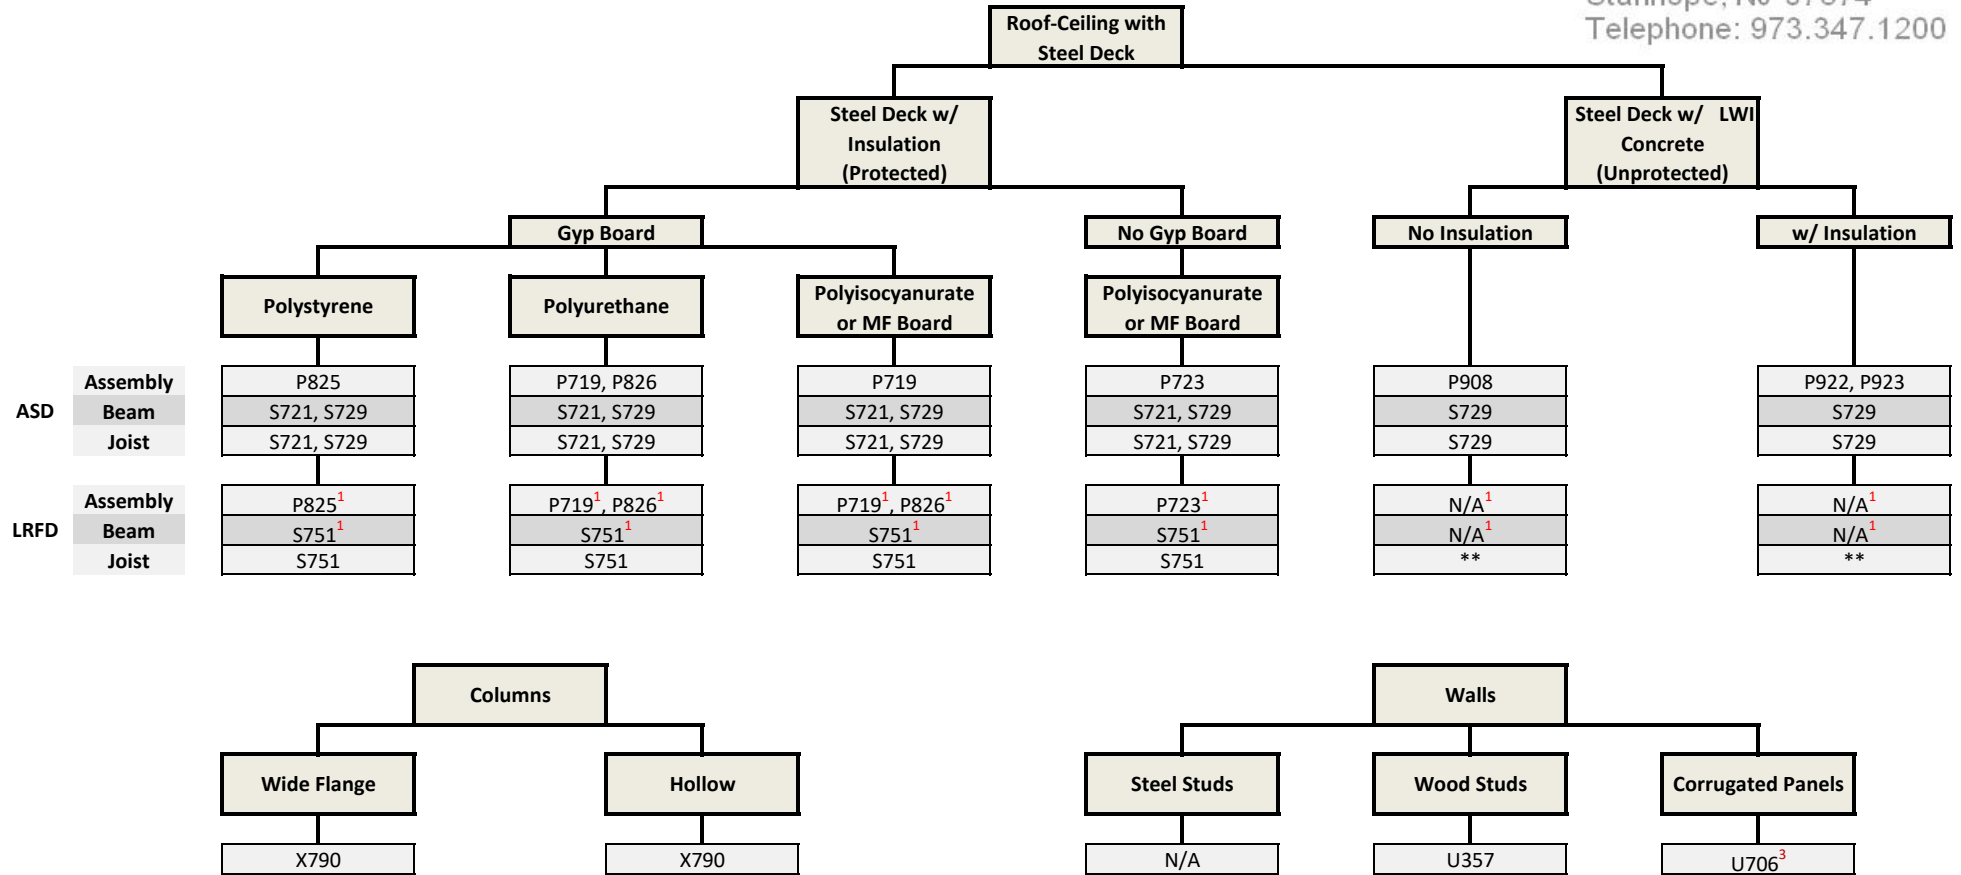 Telephone: 973.347.1200
Roof-Ceiling with
Steel Deck
Steel Deck w/
Insulation
(Protected)
Steel Deck w/ LWI
Concrete
(Unprotected)
Gyp Board
No Gyp Board
No Insulation
w/ Insulation
Polystyrene
Polyurethane
Polyisocyanurate
or MF Board
Polyisocyanurate
or MF Board
Assembly P825 P719, P826 P719 P723 P908 P922, P923
ASD Beam S721, S729 S721, S729 S721, S729 S721, S729 S729 S729
Joist S721, S729 S721, S729 S721, S729 S721, S729 S729 S729
Assembly P825¹ P719¹, P826¹ P719¹, P826¹ P723¹ N/A¹ N/A¹
LRFD Beam S751¹ S751¹ S751¹ S751¹ N/A¹ N/A¹
Joist S751 S751 S751 S751 ** **
Columns
Wide Flange
Hollow
X790
X790
Walls
Steel Studs
Wood Studs
Corrugated Panels
N/A
U357
U706³